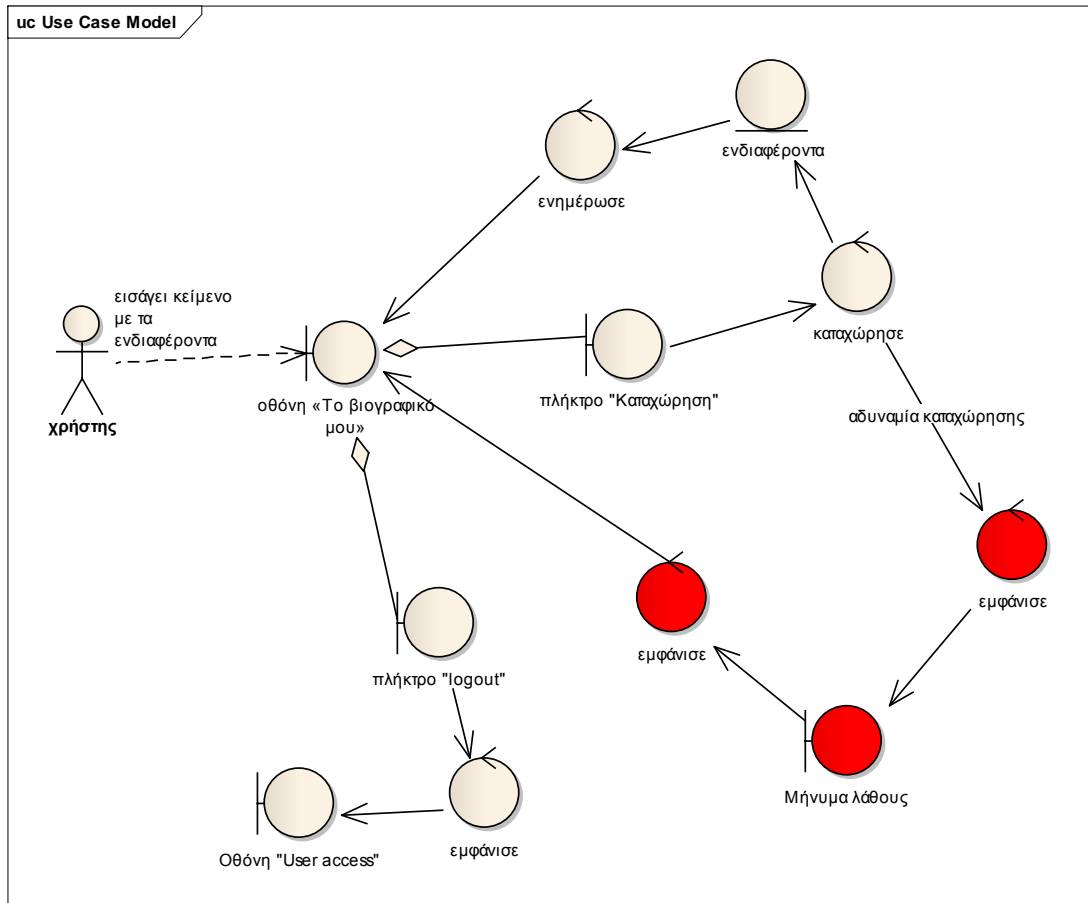 uc Use Case Model
ενδιαφέροντα
ενημέρωσε
καταχώρησε
εισάγει κείμενο
με τα
ενδιαφέροντα
χρήστης
οθόνη «Το βιογραφικό
μου»
πλήκτρο "Καταχώρηση"
αδυναμία καταχώρησης
εμφάνισε
εμφάνισε
πλήκτρο "logout"
Μήνυμα λάθους
Οθόνη "User access"
εμφάνισε